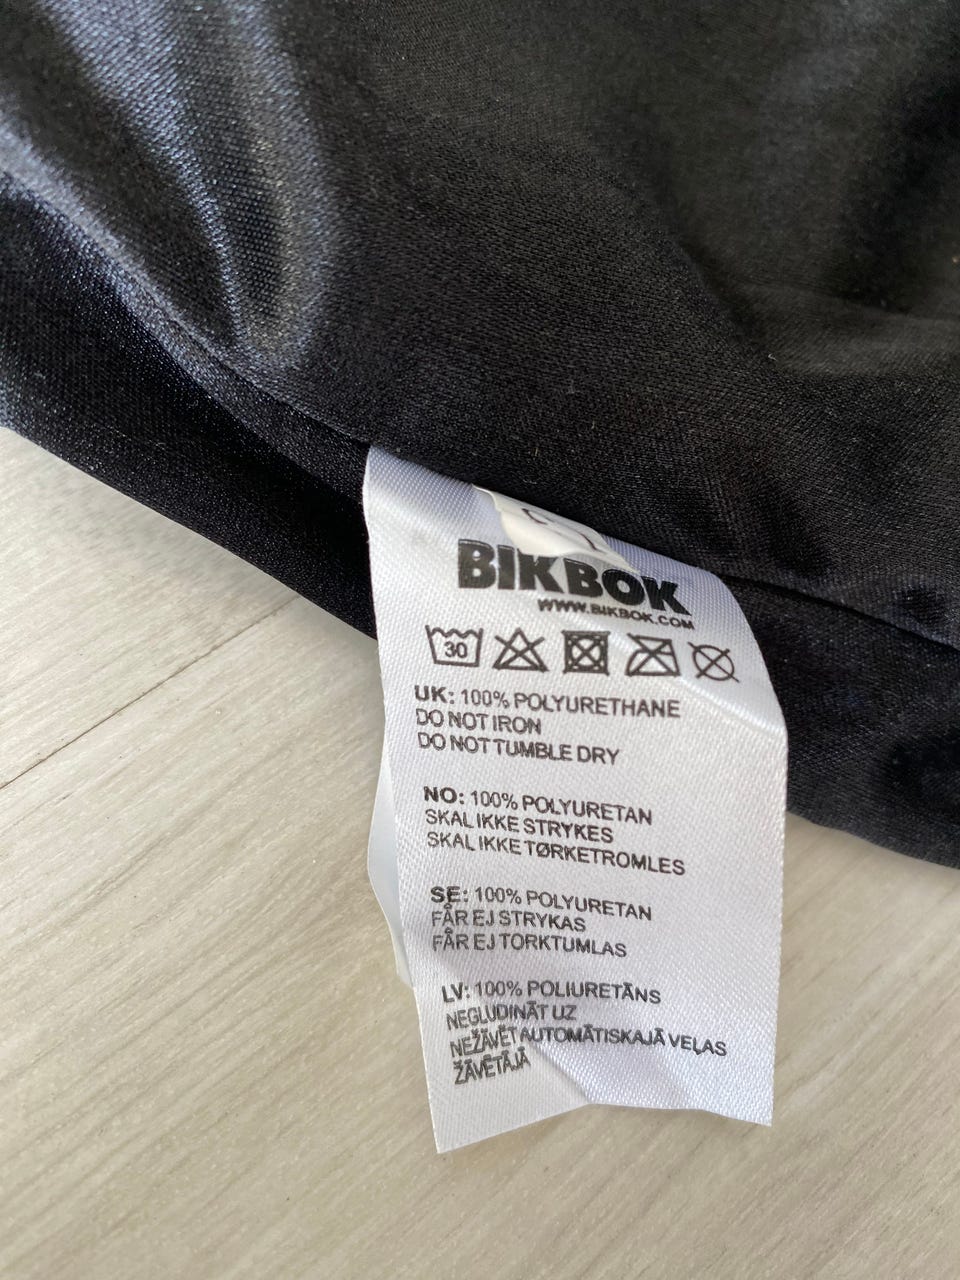 BIKBOK
WWW.BIKBOK.COM
30
UK: 100% POLYURETHANE
DO NOT IRON
DO NOT TUMBLE DRY
NO: 100% POLYURETAN
SKAL IKKE STRYKES
SKAL IKKE TØRKETROMLES
SE: 100% POLYURETAN
FÅR EJ STRYKAS
FÅR EJ TORKTUMLAS
LV: 100% POLIURETĀNS
NEGLUDINĀT UZ
NEŽĀVĒT AUTOMĀTISKAJĀ VEĻAS
ŽĀVĒTĀJĀ